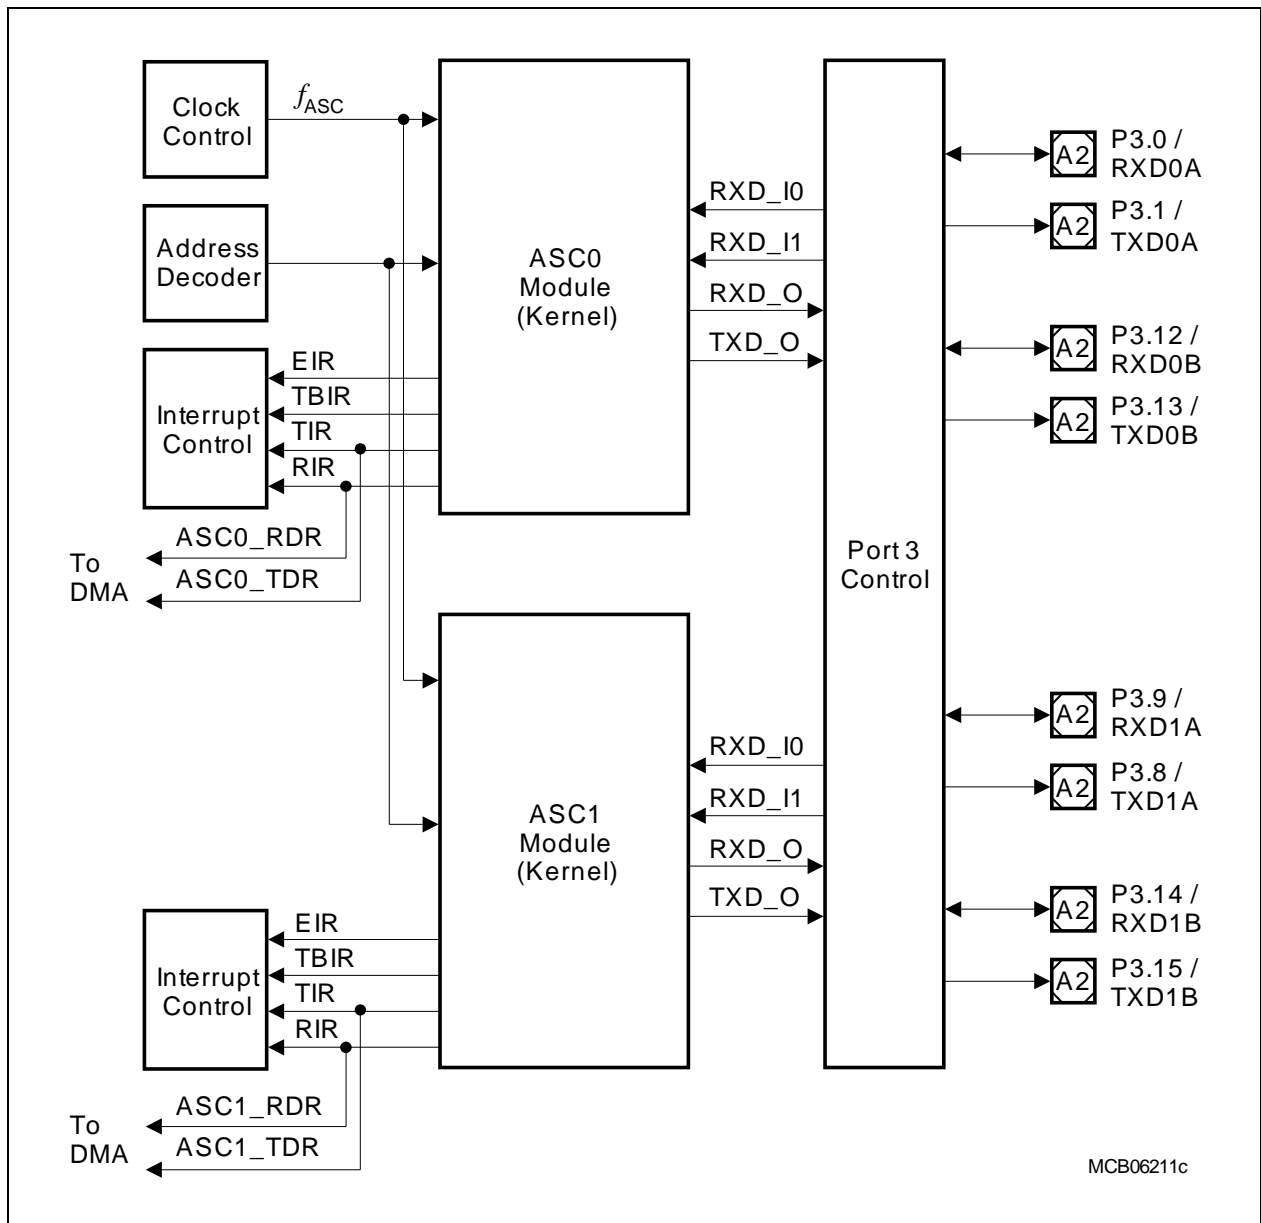 Clock
Control
fASC
Address
Decoder
Interrupt
Control
EIR
TBIR
TIR
RIR
To
DMA
ASC0_RDR
ASC0_TDR
ASC0
Module
(Kernel)
RXD_I0
RXD_I1
RXD_O
TXD_O
Port 3
Control
A2
P3.0 /
RXD0A
A2
P3.1 /
TXD0A
A2
P3.12 /
RXD0B
A2
P3.13 /
TXD0B
ASC1
Module
(Kernel)
RXD_I0
RXD_I1
RXD_O
TXD_O
A2
P3.9 /
RXD1A
A2
P3.8 /
TXD1A
A2
P3.14 /
RXD1B
A2
P3.15 /
TXD1B
Interrupt
Control
EIR
TBIR
TIR
RIR
To
DMA
ASC1_RDR
ASC1_TDR
MCB06211c